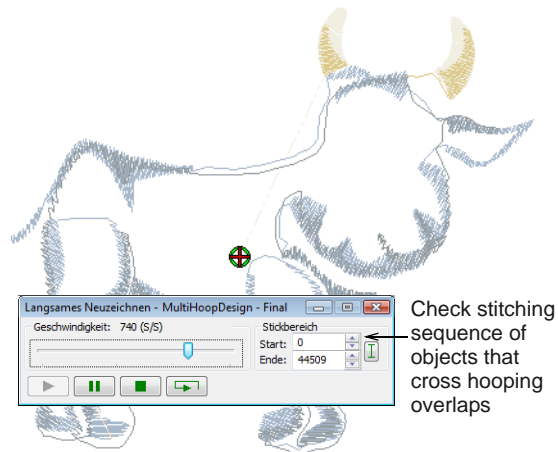 Langsames Neuzeichnen - MultiHoopDesign - Final
Geschwindigkeit: 740 (S/S)
Stickbereich
Start: 0
Ende: 44509
Check stitching
sequence of
objects that
cross hooping
overlaps